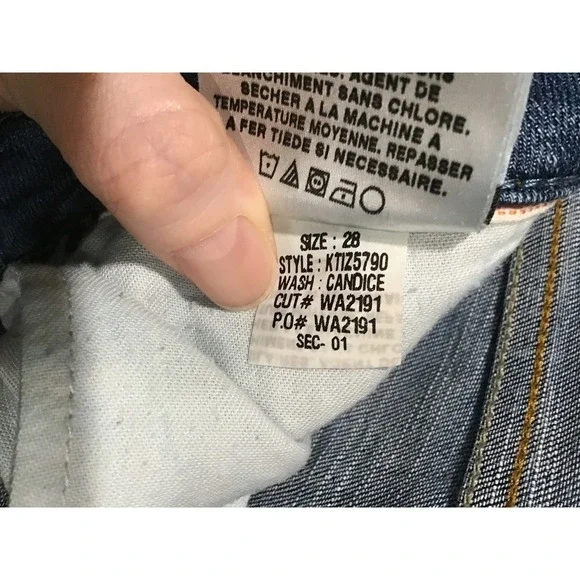 AGENT DE
BLANCHIMENT SANS CHLORE.
SECHER A LA MACHINE A
TEMPERATURE MOYENNE. REPASSER
A FER TIEDE SI NECESSAIRE.
SIZE : 28
STYLE : KTIZ5790
WASH : CANDICE
CUT# WA2191
P.O# WA2191
SEC- 01